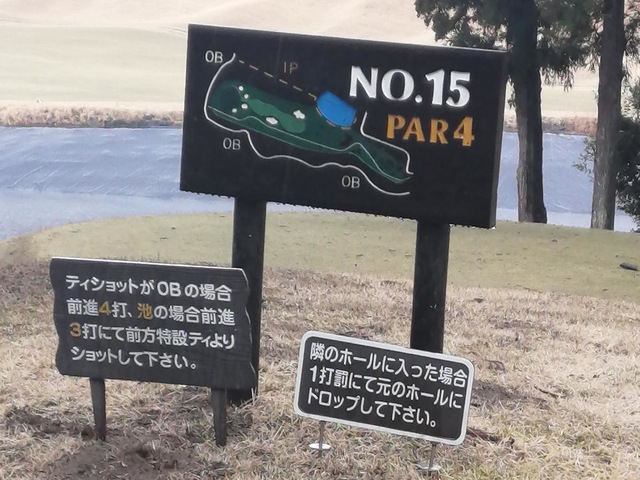 OB
1P
NO.15
PAR4
OB
OB
ティショットがOBの場合
前進4打、池の場合前進
3打にて前方特設ティより
ショットして下さい。
隣のホールに入った場合
1打罰にて元のホールに
ドロップして下さい。